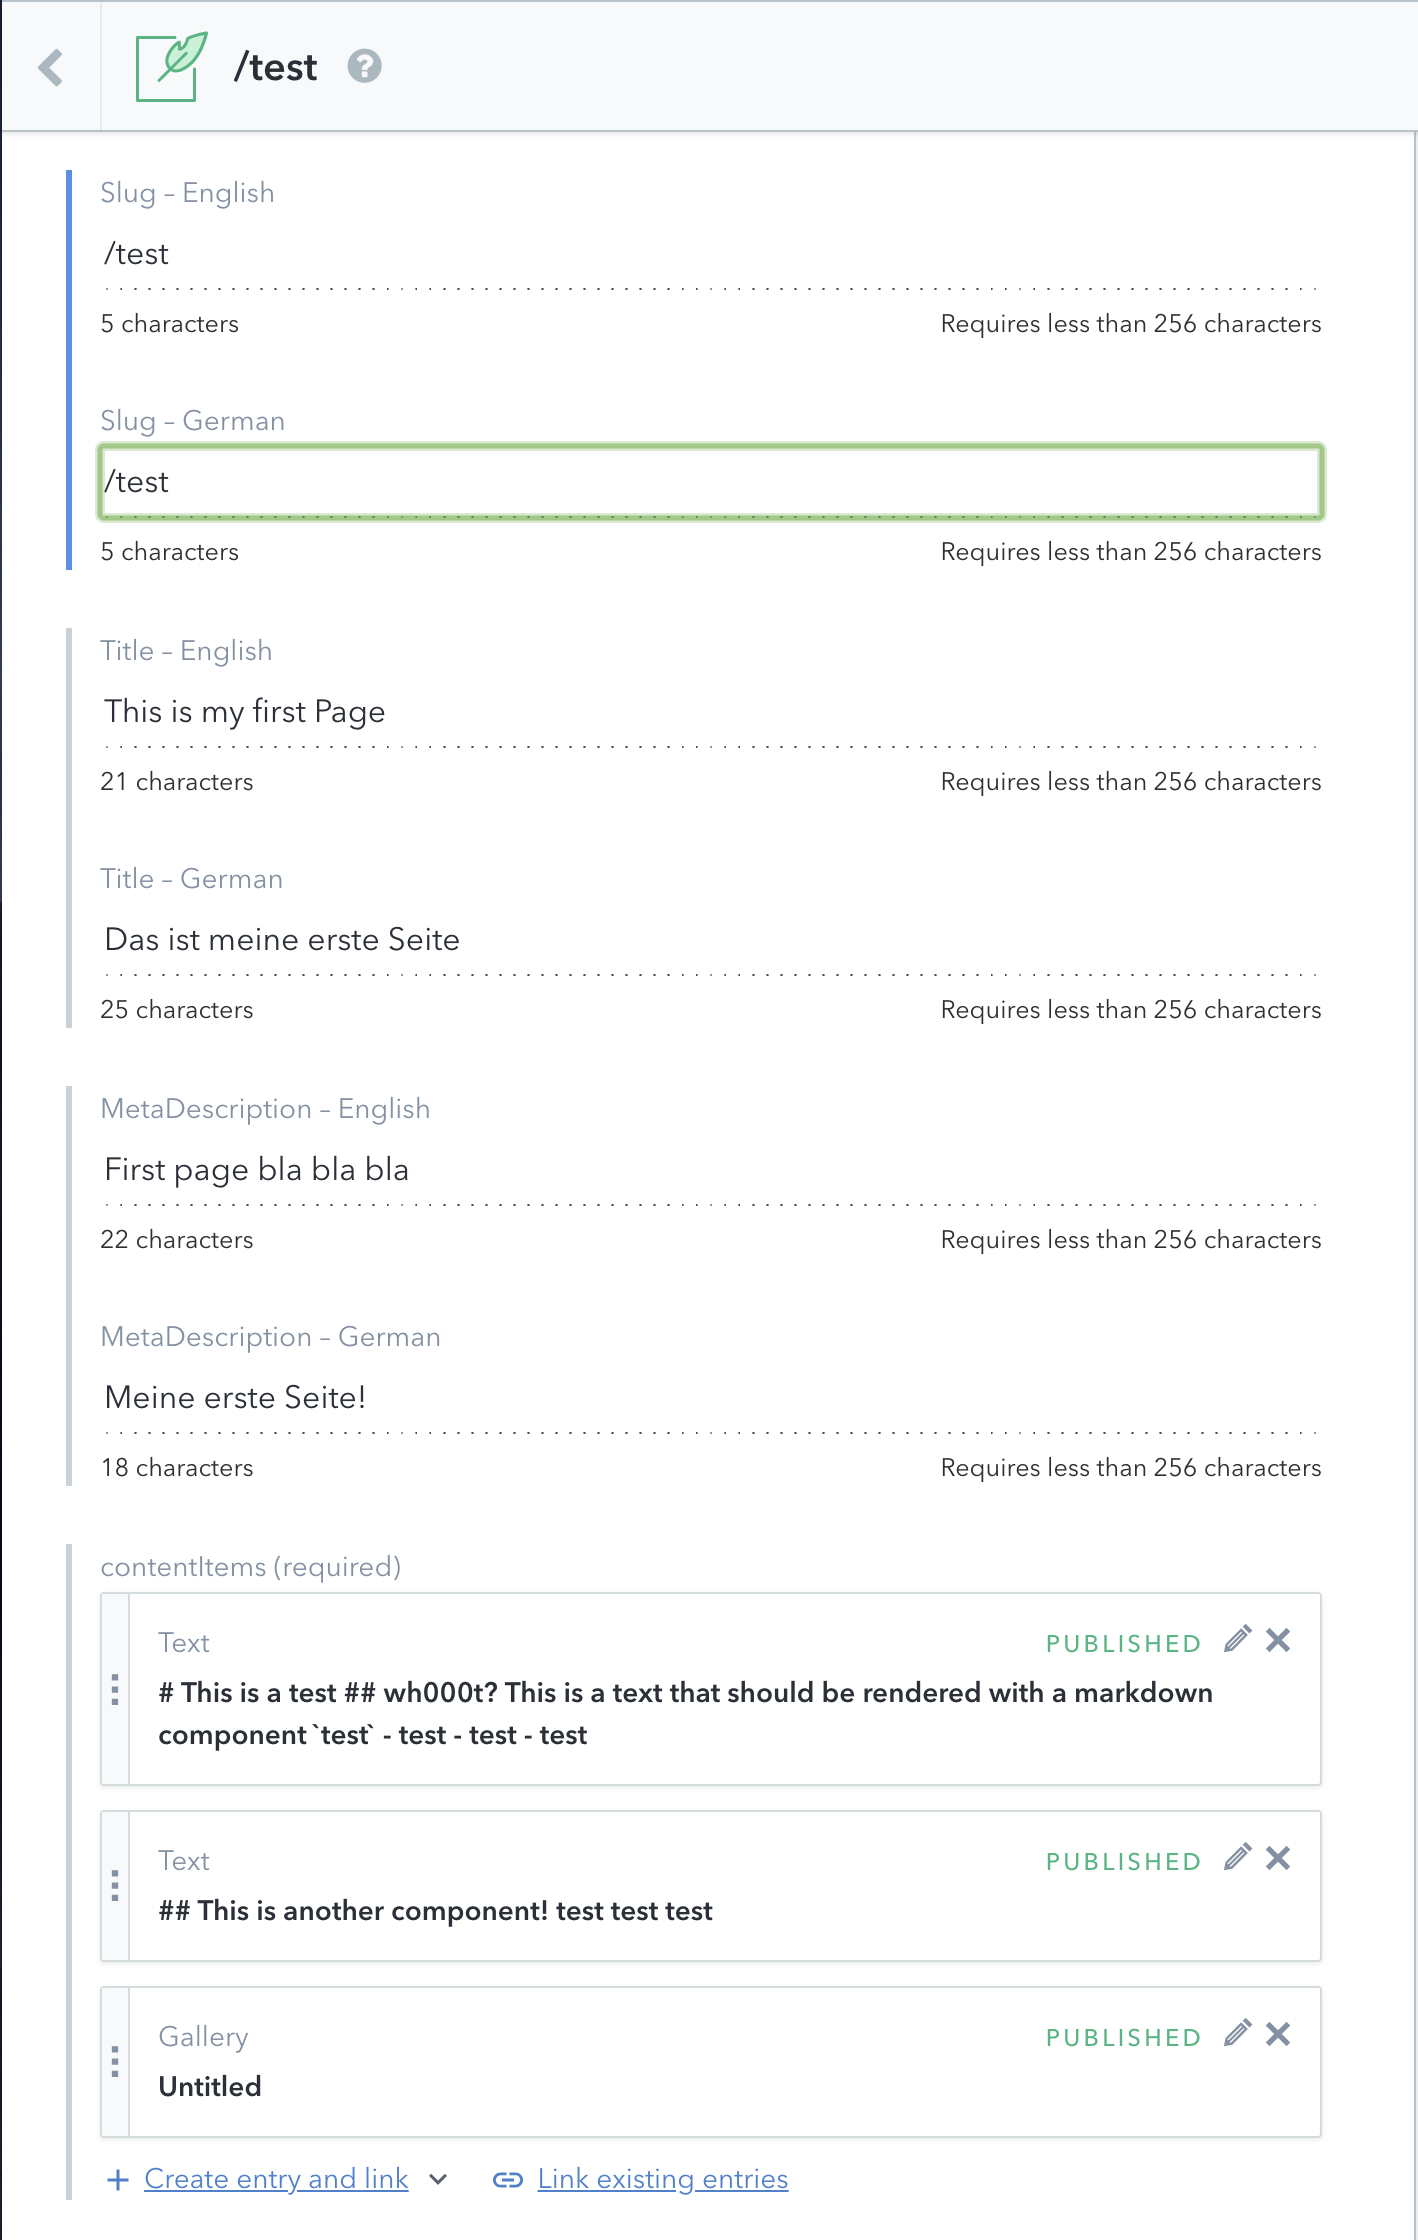 /test ?
Slug – English
/test
5 characters Requires less than 256 characters
Slug – German
/test
5 characters Requires less than 256 characters
Title – English
This is my first Page
21 characters Requires less than 256 characters
Title – German
Das ist meine erste Seite
25 characters Requires less than 256 characters
MetaDescription – English
First page bla bla bla
22 characters Requires less than 256 characters
MetaDescription – German
Meine erste Seite!
18 characters Requires less than 256 characters
contentItems (required)
Text PUBLISHED
# This is a test ## wh000t? This is a text that should be rendered with a markdown
component `test` - test - test - test
Text PUBLISHED
## This is another component! test test test
Gallery PUBLISHED
Untitled
+ Create entry and link Link existing entries